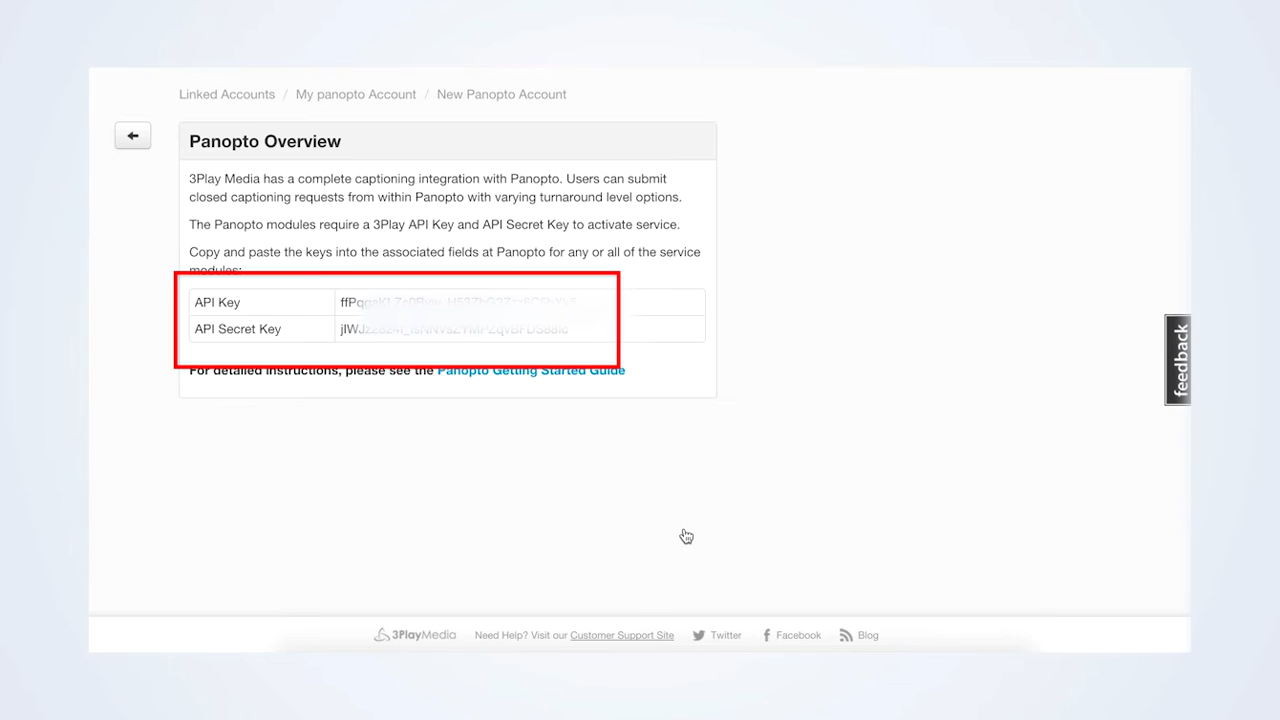 Linked Accounts / My panopto Account / New Panopto Account
Panopto Overview
3Play Media has a complete captioning integration with Panopto. Users can submit
closed captioning requests from within Panopto with varying turnaround level options.
The Panopto modules require a 3Play API Key and API Secret Key to activate service.
Copy and paste the keys into the associated fields at Panopto for any or all of the service
modules:
API Key
API Secret Key
For detailed instructions, please see the Panopto Getting Started Guide
feedback
3PlayMedia Need Help? Visit our Customer Support Site Twitter Facebook Blog